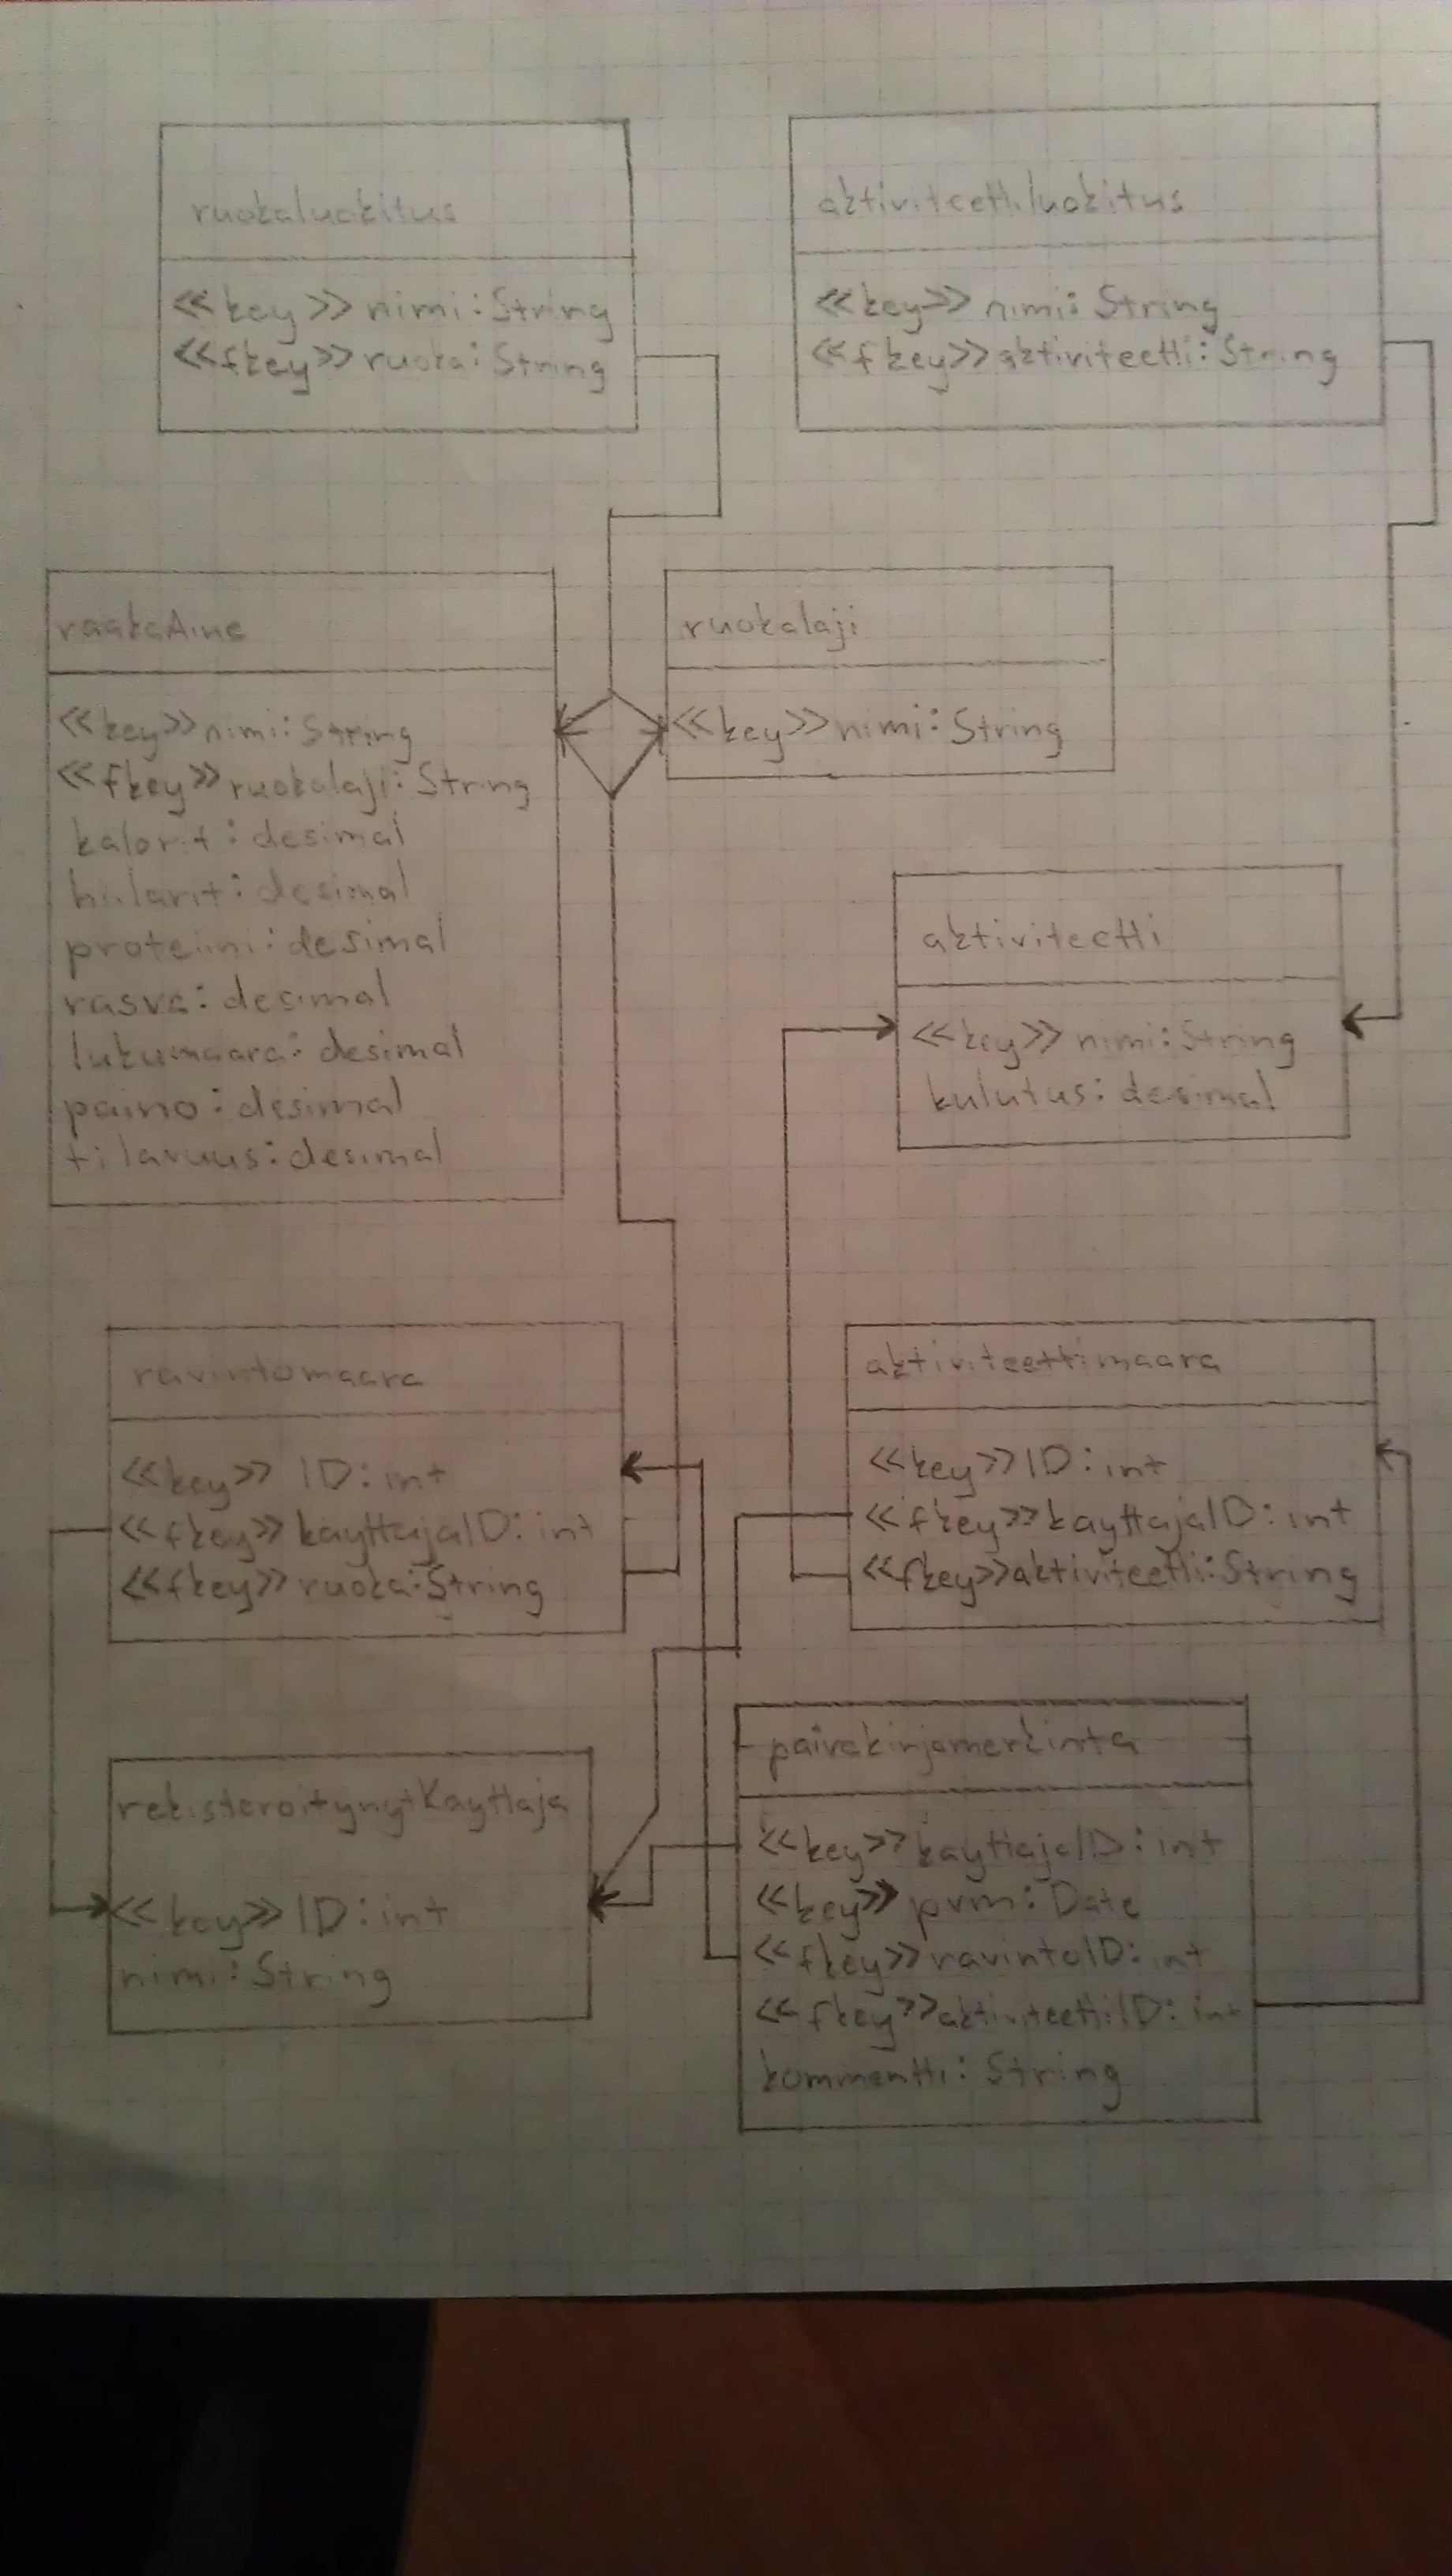 ruokaluokitus
<<key>> nimi: String
<<fkey>> ruoka: String
aktiviteettiluokitus
<<key>> nimi: String
<<fkey>> aktiviteetti: String
raakaAine
<<key>> nimi: String
<<fkey>> ruokalaji: String
kalorit: desimal
hiilarit: desimal
proteiini: desimal
rasva: desimal
lukumaara: desimal
paino: desimal
tilavuus: desimal
ruokalaji
<<key>> nimi: String
aktiviteetti
<<key>> nimi: String
kulutus: desimal
ravintomaara
<<key>> ID: int
<<fkey>> kayttajaID: int
<<fkey>> ruoka: String
aktiviteettimaara
<<key>> ID: int
<<fkey>> kayttajaID: int
<<fkey>> aktiviteetti: String
rekisteroitynytKayttaja
<<key>> ID: int
nimi: String
paivakirjamerkinta
<<key>> kayttajaID: int
<<key>> pvm: Date
<<fkey>> ravintoID: int
<<fkey>> aktiviteettiID: int
kommentti: String